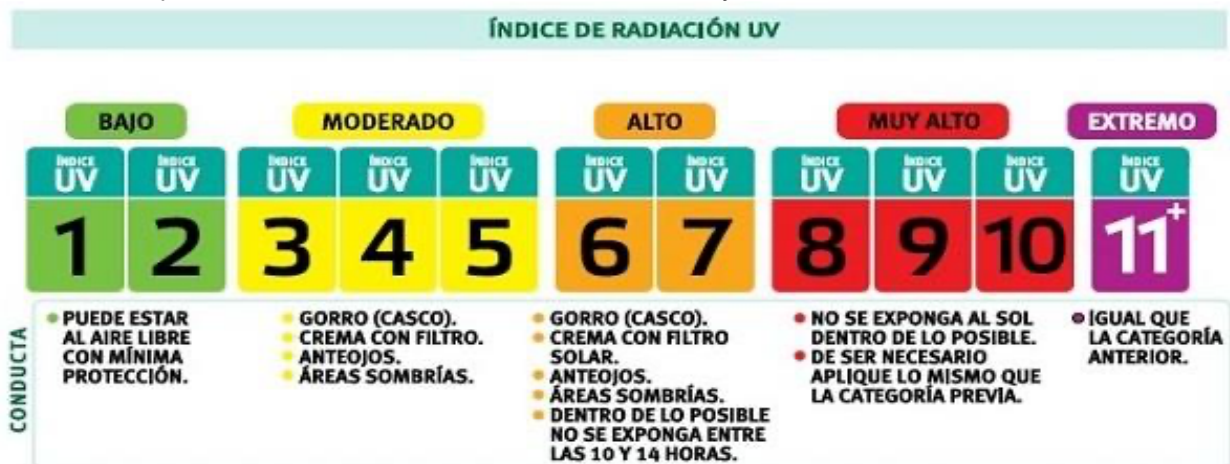 ÍNDICE DE RADIACIÓN UV
BAJO
MODERADO
ALTO
MUY ALTO
EXTREMO
ÍNDICE UV
ÍNDICE UV
ÍNDICE UV
ÍNDICE UV
ÍNDICE UV
ÍNDICE UV
ÍNDICE UV
ÍNDICE UV
ÍNDICE UV
ÍNDICE UV
ÍNDICE UV
1 2 3 4 5 6 7 8 9 10 11+
CONDUCTA
• PUEDE ESTAR
AL AIRE LIBRE
CON MÍNIMA
PROTECCIÓN.
• GORRO (CASCO).
• CREMA CON FILTRO.
• ANTEOJOS.
• ÁREAS SOMBRÍAS.
• GORRO (CASCO).
• CREMA CON FILTRO
SOLAR.
• ANTEOJOS.
• ÁREAS SOMBRÍAS.
• DENTRO DE LO POSIBLE
NO SE EXPONGA ENTRE
LAS 10 Y 14 HORAS.
• NO SE EXPONGA AL SOL
DENTRO DE LO POSIBLE.
• DE SER NECESARIO
APLIQUE LO MISMO QUE
LA CATEGORÍA PREVIA.
• IGUAL QUE
LA CATEGORÍA
ANTERIOR.